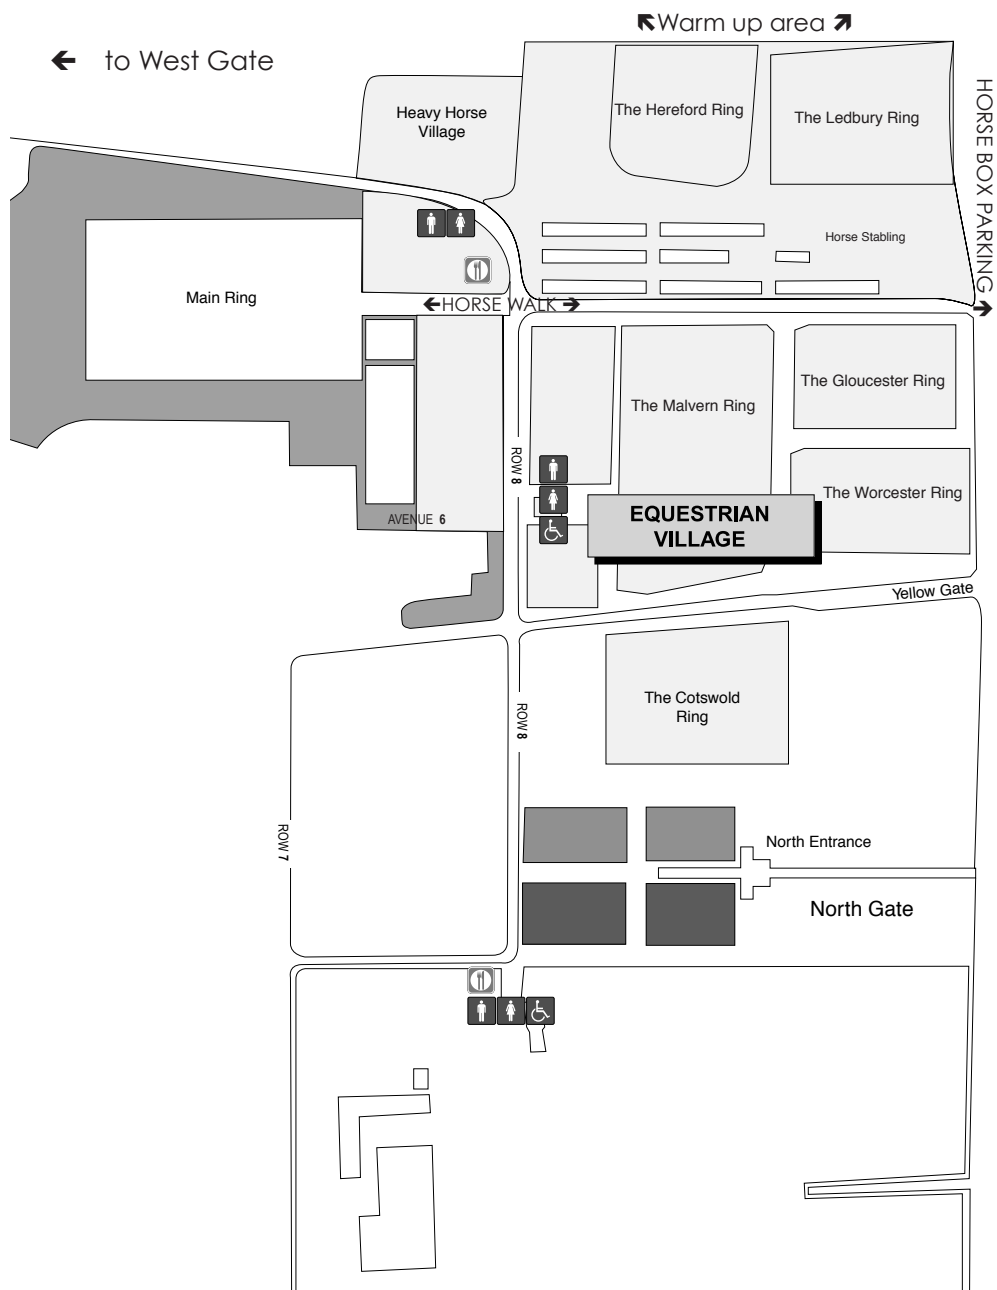 Warm up area
to West Gate
HORSE BOX PARKING
Heavy Horse
Village
The Hereford Ring
The Ledbury Ring
Horse Stabling
Main Ring
HORSE WALK
The Gloucester Ring
The Malvern Ring
ROW 8
The Worcester Ring
EQUESTRIAN
VILLAGE
AVENUE 6
Yellow Gate
The Cotswold
Ring
ROW 8
ROW 7
North Entrance
North Gate